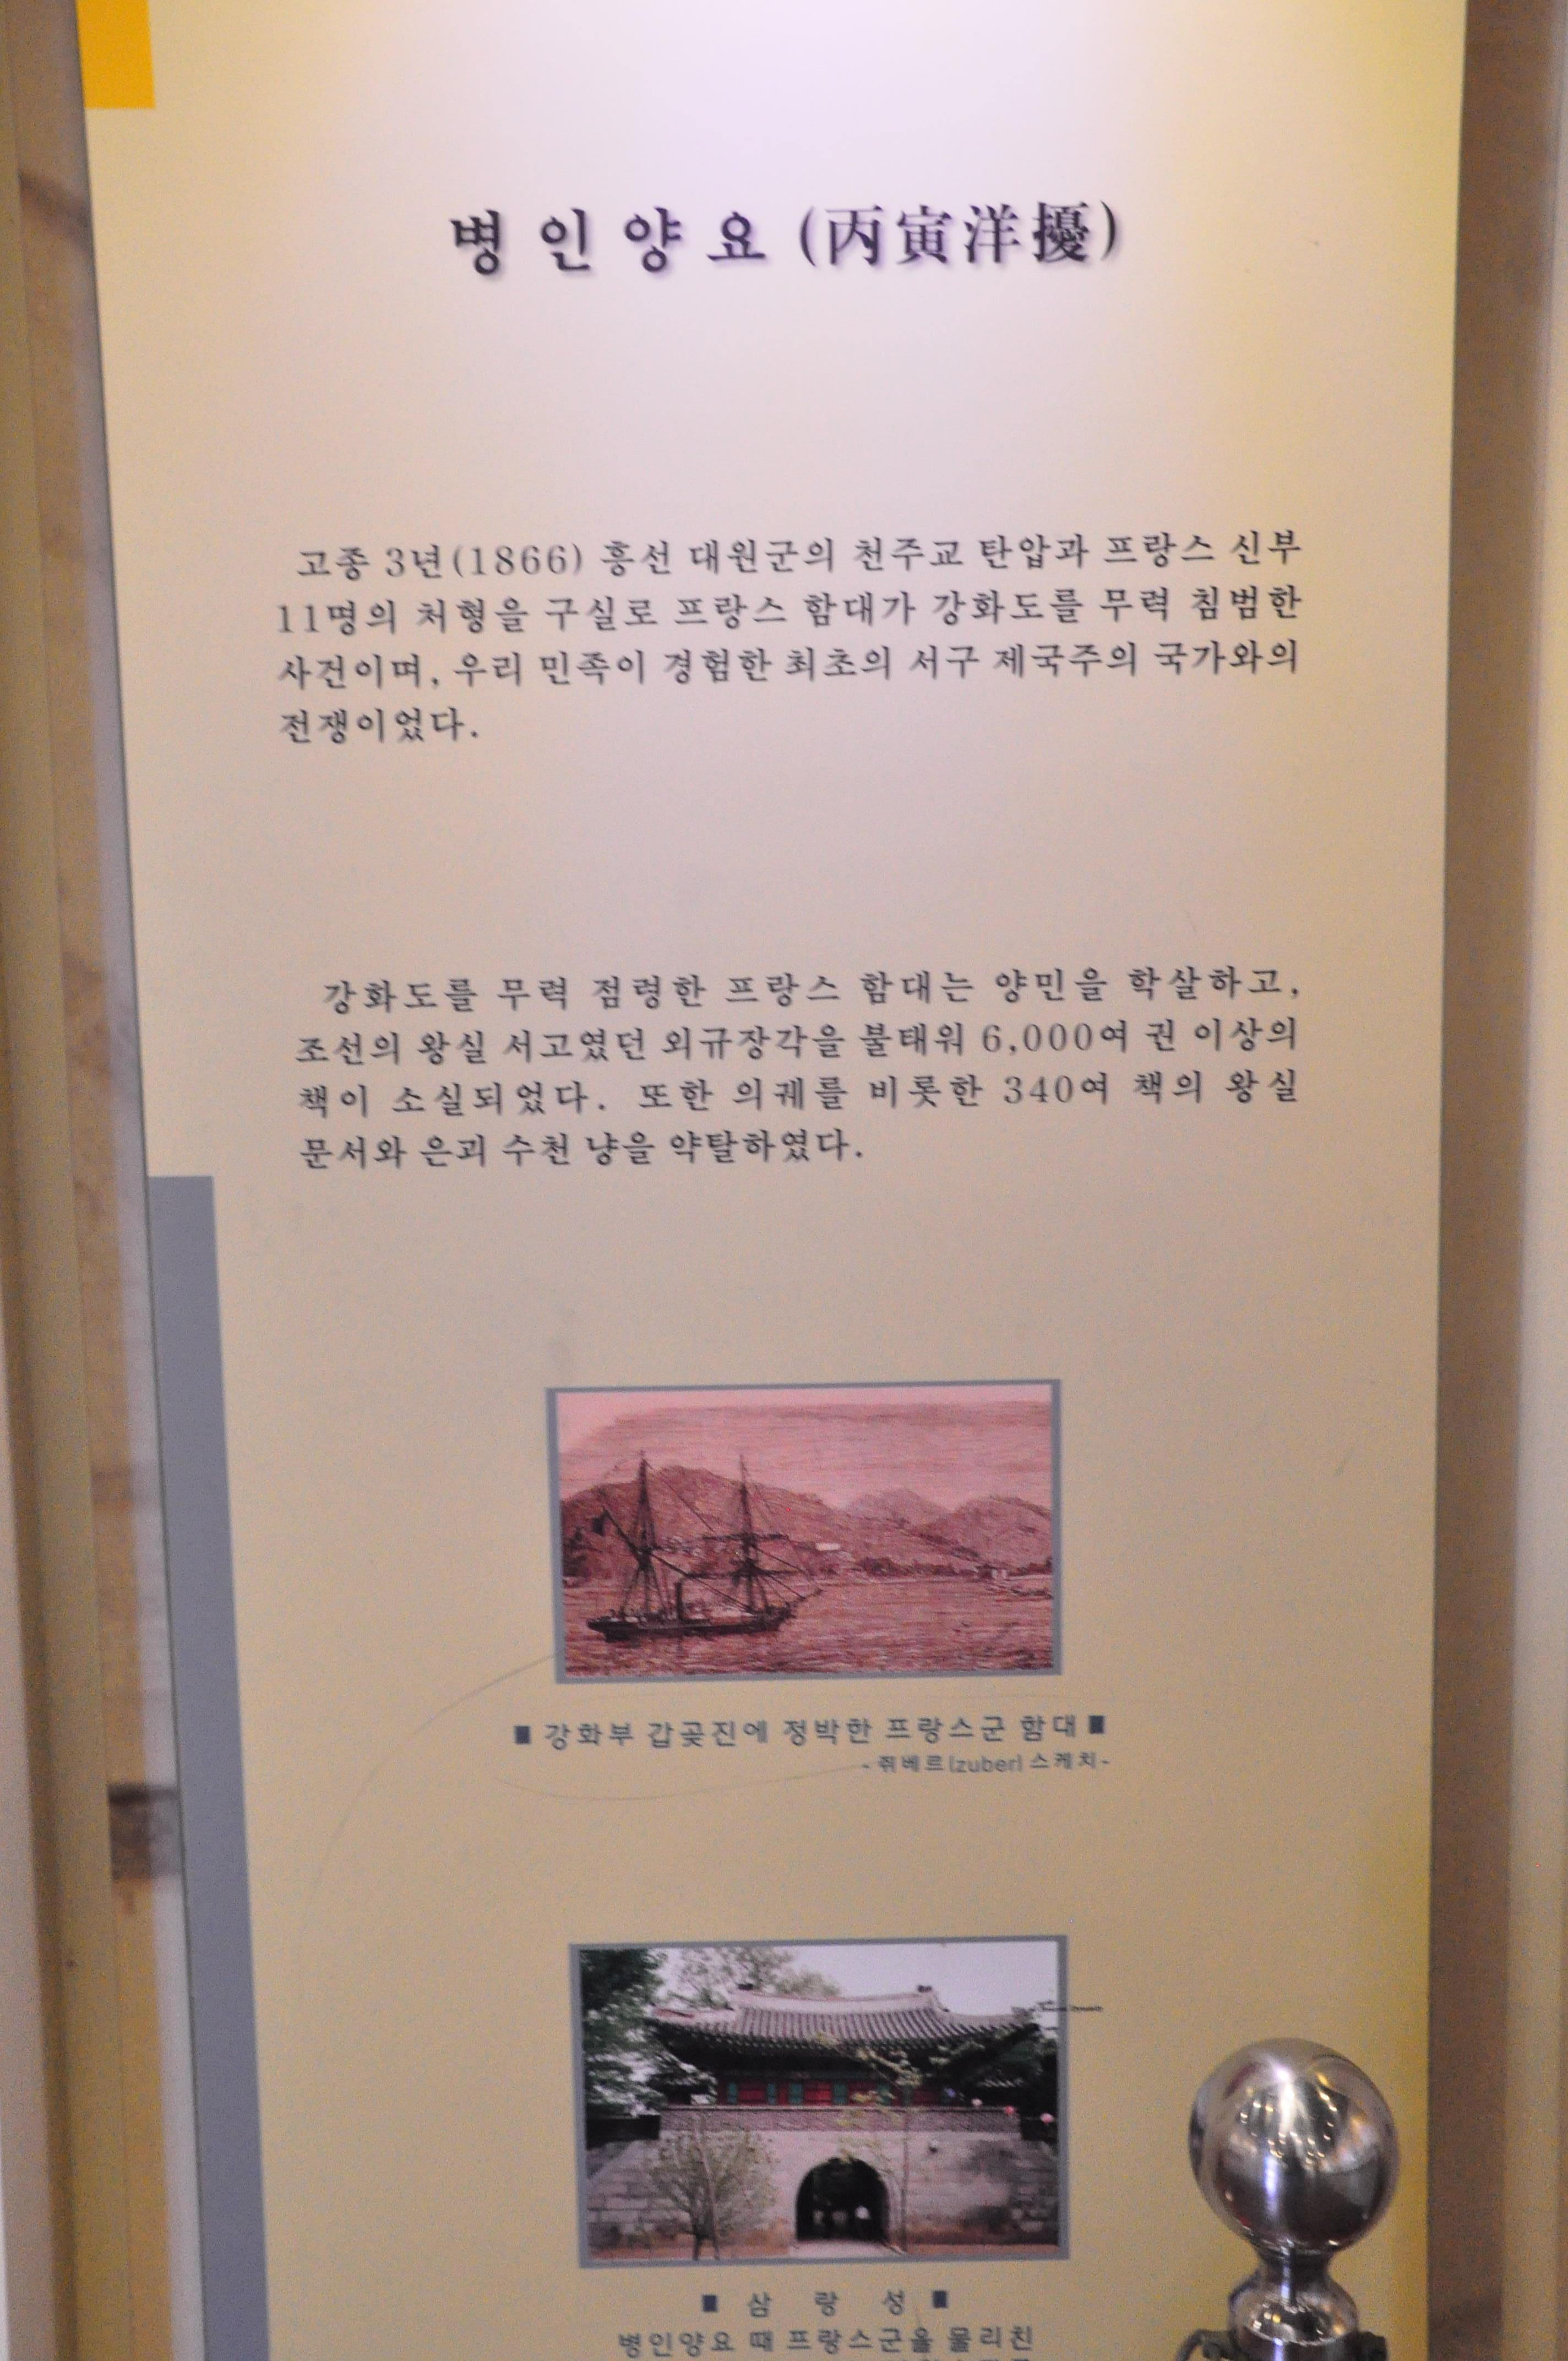 병인양요(丙寅洋擾)
고종 3년(1866) 흥선 대원군의 천주교 탄압과 프랑스 신부
11명의 처형을 구실로 프랑스 함대가 강화도를 무력 침범한
사건이며, 우리 민족이 경험한 최초의 서구 제국주의 국가와의
전쟁이었다.
강화도를 무력 점령한 프랑스 함대는 양민을 학살하고,
조선의 왕실 서고였던 외규장각을 불태워 6,000여 권 이상의
책이 소실되었다. 또한 의궤를 비롯한 340여 책의 왕실
문서와 은괴 수천 냥을 약탈하였다.
■ 강화부 갑곶진에 정박한 프랑스군 함대 ■
- 쥐베르(zuber) 스케치-
■ 삼 랑 성 ■
병인양요 때 프랑스군을 물리친